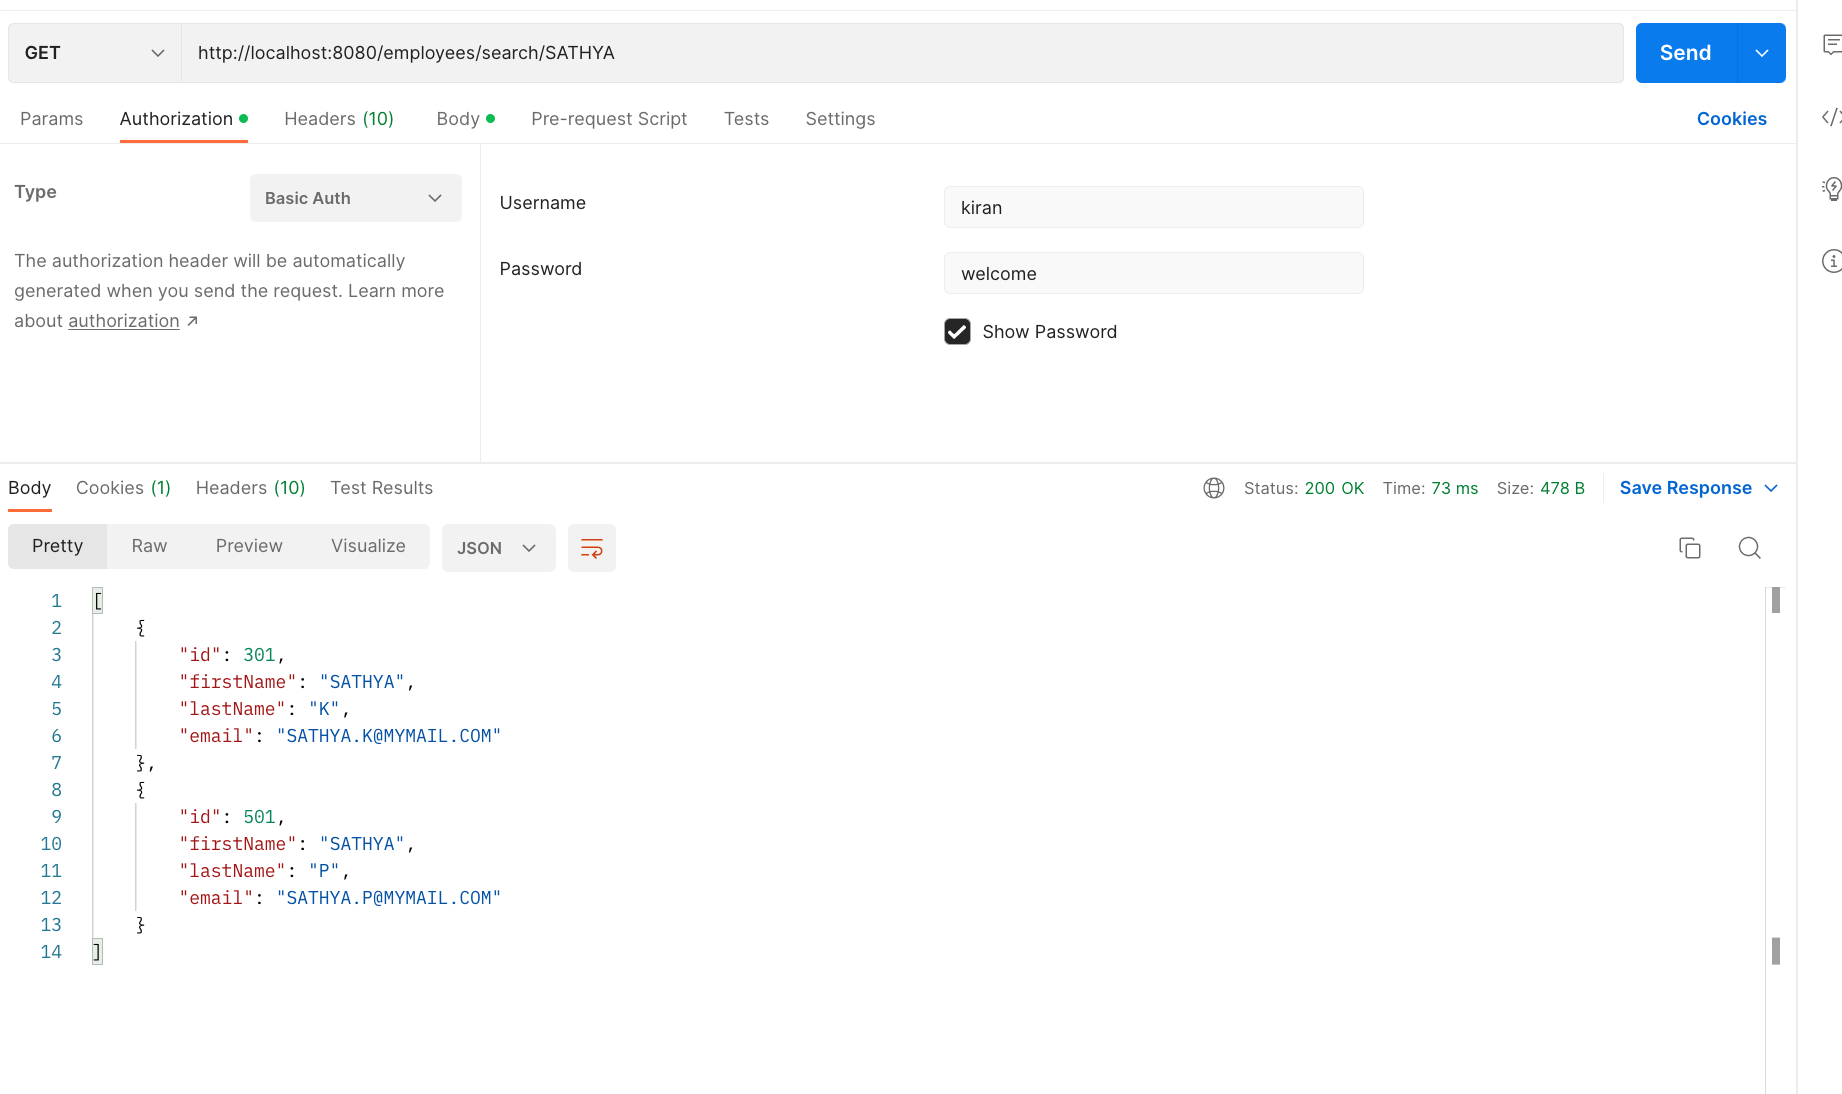 GET http://localhost:8080/employees/search/SATHYA Send
Params Authorization Headers (10) Body Pre-request Script Tests Settings Cookies
Type Basic Auth
The authorization header will be automatically
generated when you send the request. Learn more
about authorization ↗
Username kiran
Password welcome
Show Password
Body Cookies (1) Headers (10) Test Results Status: 200 OK Time: 73 ms Size: 478 B Save Response
Pretty Raw Preview Visualize JSON
1 [
2 {
3 "id": 301,
4 "firstName": "SATHYA",
5 "lastName": "K",
6 "email": "SATHYA.K@MYMAIL.COM"
7 },
8 {
9 "id": 501,
10 "firstName": "SATHYA",
11 "lastName": "P",
12 "email": "SATHYA.P@MYMAIL.COM"
13 }
14 ]